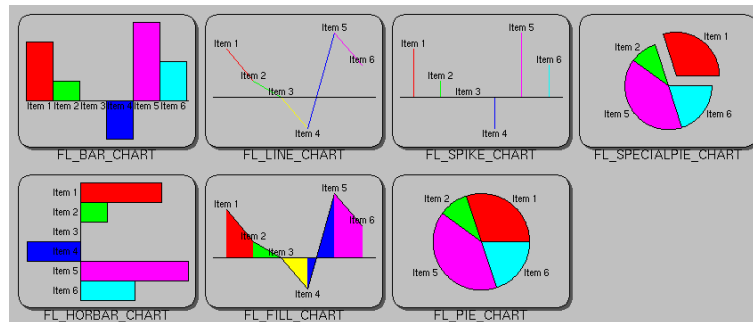 Item 1 Item 2 Item 3 Item 4 Item 5 Item 6
FL_BAR_CHART
Item 1
Item 2
Item 3
Item 4
Item 5
Item 6
FL_LINE_CHART
Item 1
Item 2
Item 3
Item 4
Item 5
Item 6
FL_SPIKE_CHART
Item 1
Item 2
Item 5
Item 6
FL_SPECIALPIE_CHART
Item 1
Item 2
Item 3
Item 4
Item 5
Item 6
FL_HORBAR_CHART
Item 1
Item 2
Item 3
Item 4
Item 5
Item 6
FL_FILL_CHART
Item 1
Item 2
Item 5
Item 6
FL_PIE_CHART